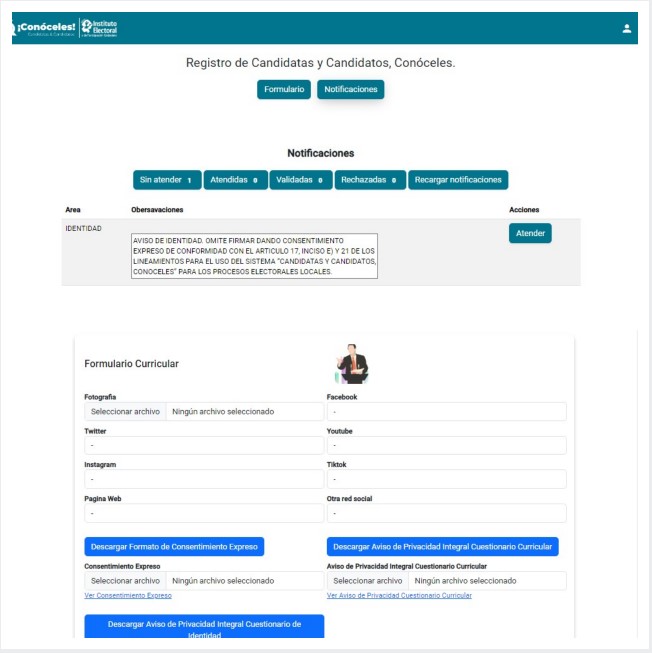 ¡Conóceles!
Instituto
Electoral
Registro de Candidatas y Candidatos, Conóceles.
Formulario Notificaciones
Notificaciones
Sin atender 1 Atendidas 0 Validadas 0 Rechazadas 0 Recargar notificaciones
Area Obersavaciones Acciones
IDENTIDAD
AVISO DE IDENTIDAD. OMITE FIRMAR DANDO CONSENTIMIENTO
EXPRESO DE CONFORMIDAD CON EL ARTICULO 17, INCISO E) Y 21 DE LOS
LINEAMIENTOS PARA EL USO DEL SISTEMA "CANDIDATAS Y CANDIDATOS,
CONOCELES" PARA LOS PROCESOS ELECTORALES LOCALES.
Atender
Formulario Curricular
Fotografía Facebook
Seleccionar archivo Ningún archivo seleccionado -
Twitter Youtube
- -
Instagram Tiktok
- -
Pagina Web Otra red social
- -
Descargar Formato de Consentimiento Expreso Descargar Aviso de Privacidad Integral Cuestionario Curricular
Consentimiento Expreso Aviso de Privacidad Integral Cuestionario Curricular
Seleccionar archivo Ningún archivo seleccionado Seleccionar archivo Ningún archivo seleccionado
Ver Consentimiento Expreso Ver Aviso de Privacidad Cuestionario Curricular
Descargar Aviso de Privacidad Integral Cuestionario de
Identidad